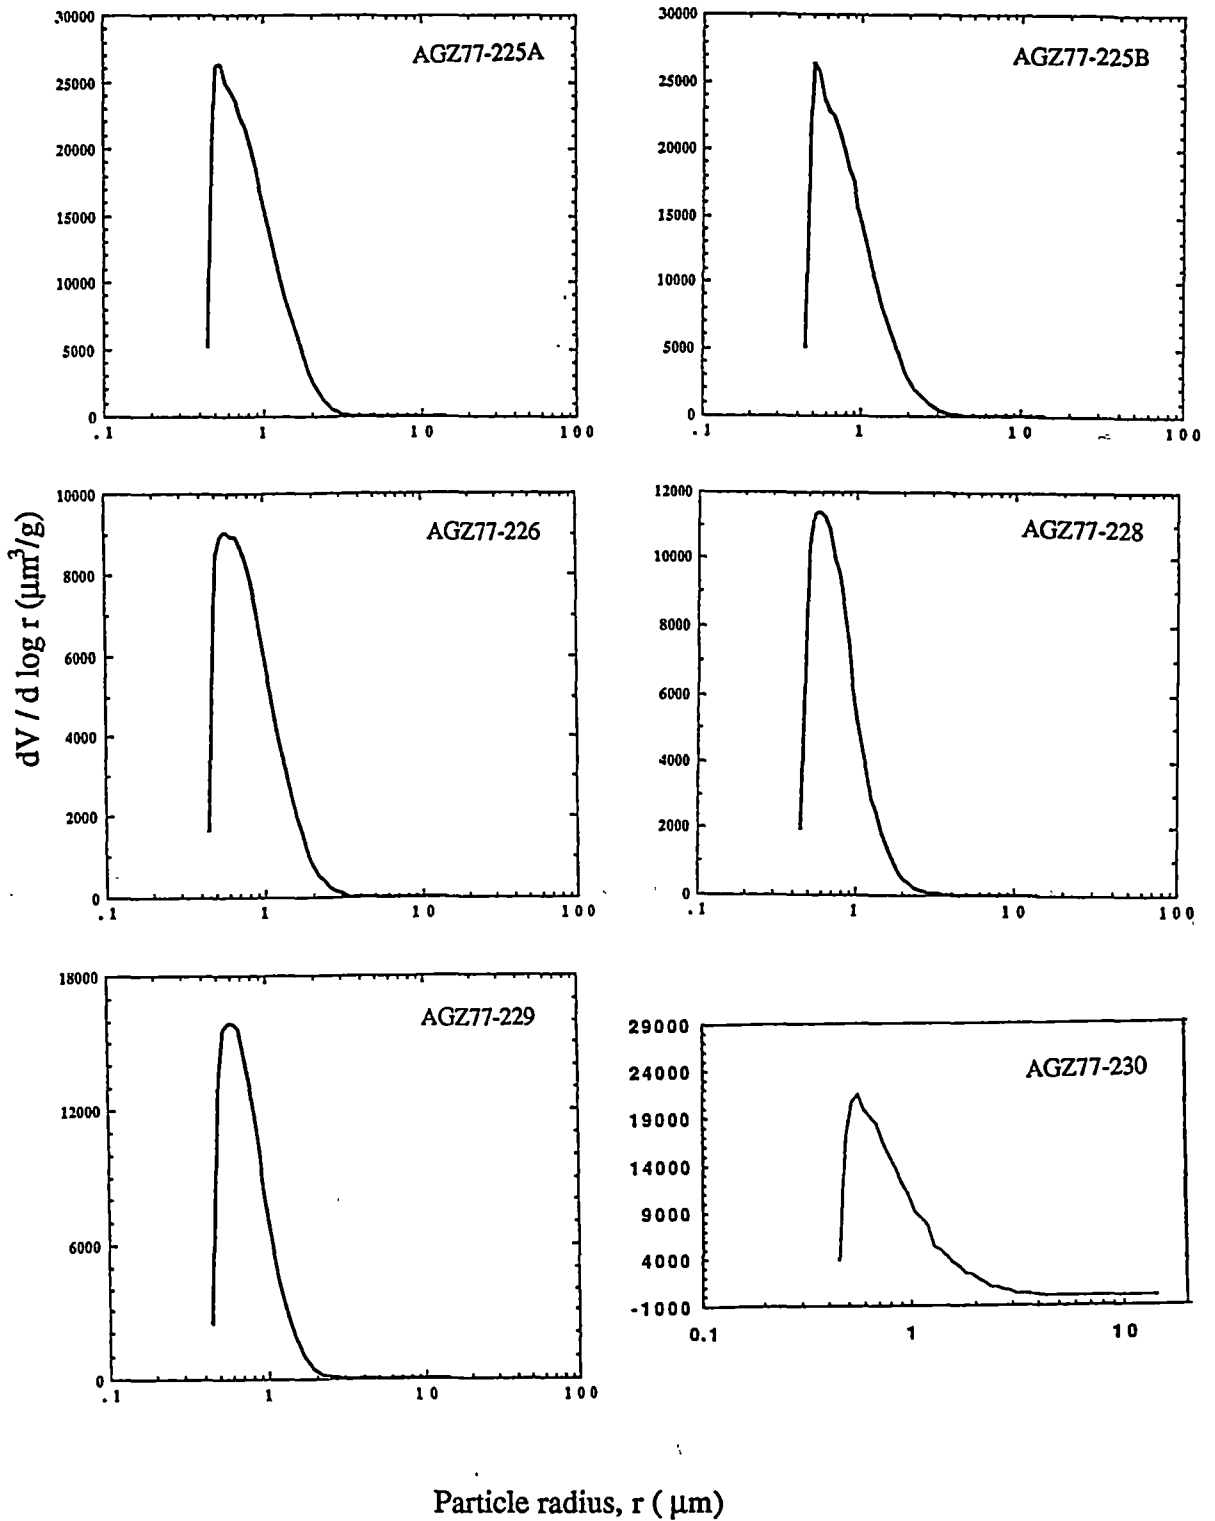 AGZ77-225A
30000
25000
20000
15000
10000
5000
0
.1 1 10 100
AGZ77-225B
30000
25000
20000
15000
10000
5000
0
.1 1 10 100
dV / d log r (μm³/g)
AGZ77-226
10000
8000
6000
4000
2000
0
.1 1 10 100
AGZ77-228
12000
10000
8000
6000
4000
2000
0
.1 1 10 100
AGZ77-229
18000
12000
6000
0
.1 1 10 100
AGZ77-230
29000
24000
19000
14000
9000
4000
-1000
0.1 1 10
Particle radius, r ( μm)